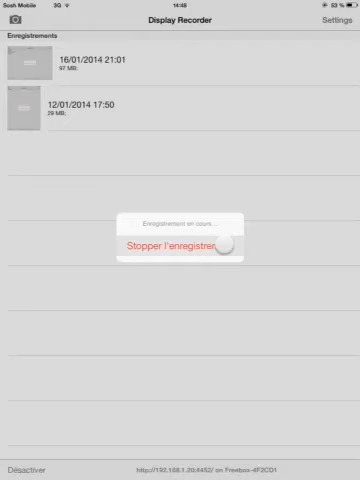 Sosh Mobile 3G 14:48 53 %
Display Recorder Settings
Enregistrements
16/01/2014 21:01
97 MB;
12/01/2014 17:50
29 MB;
Enregistrement en cours...
Stopper l'enregistrem
Désactiver http://192.168.1.20:4452/ on Freebox-4F2CD1